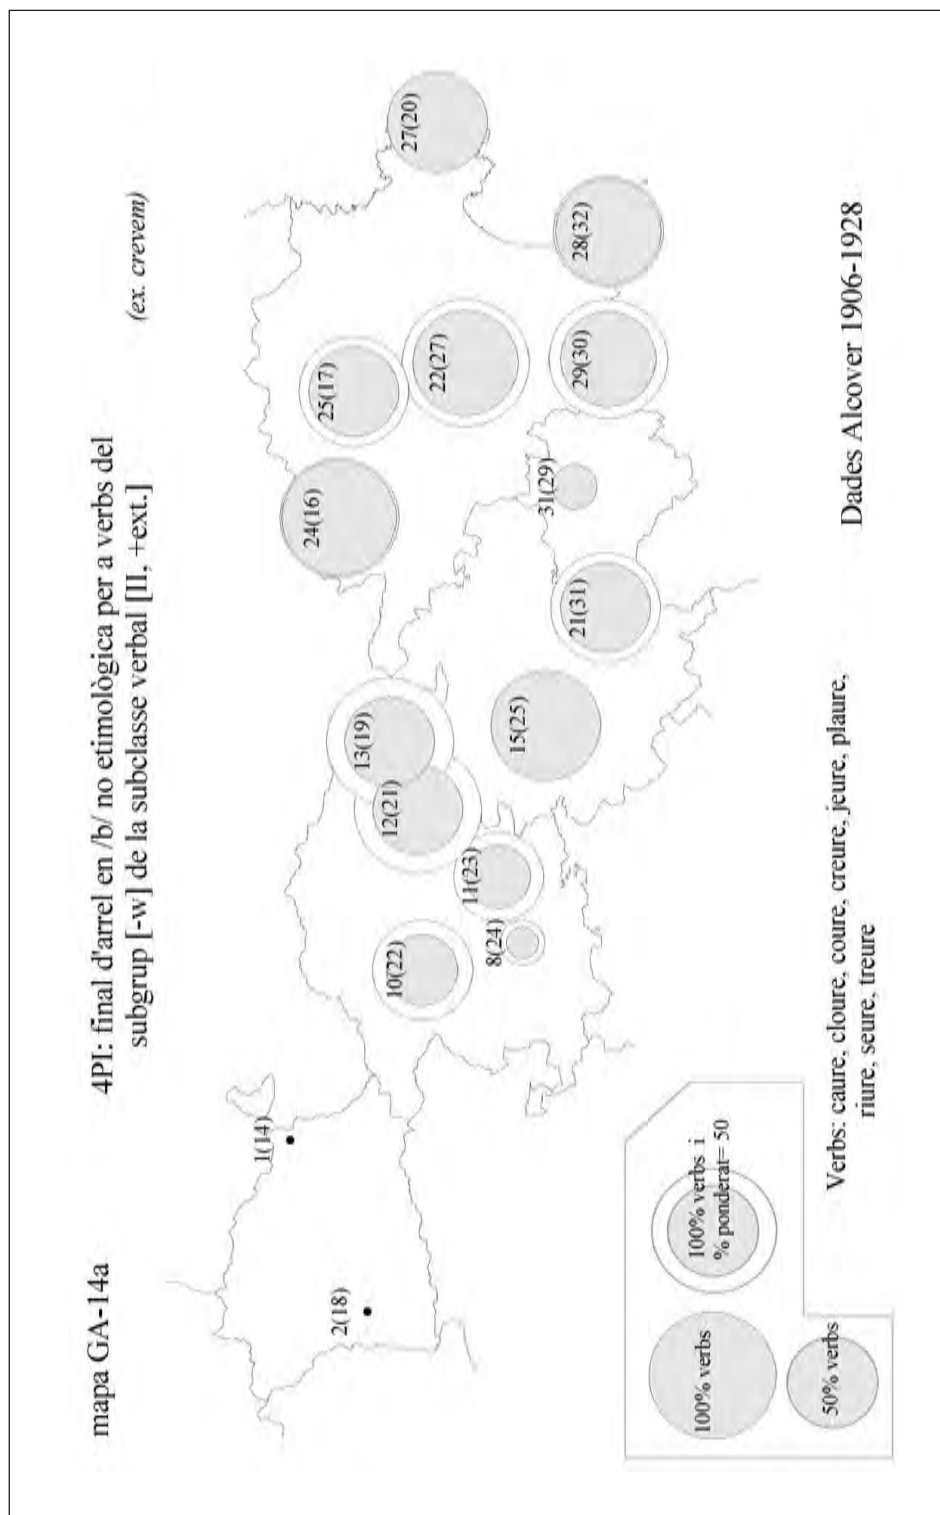 mapa GA-14a
4PI: final d'arrel en /b/ no etimològica per a verbs del
subgrup [-w] de la subclasse verbal [II, +ext.]
(ex. crevem)
1(14)
2(18)
10(22)
8(24)
11(23)
12(21)
13(19)
15(25)
21(31)
24(16)
31(29)
25(17)
22(27)
29(30)
28(32)
27(20)
100% verbs
50% verbs
100% verbs i
% ponderat= 50
Verbs: caure, cloure, coure, creure, jeure, plaure,
riure, seure, treure
Dades Alcover 1906-1928